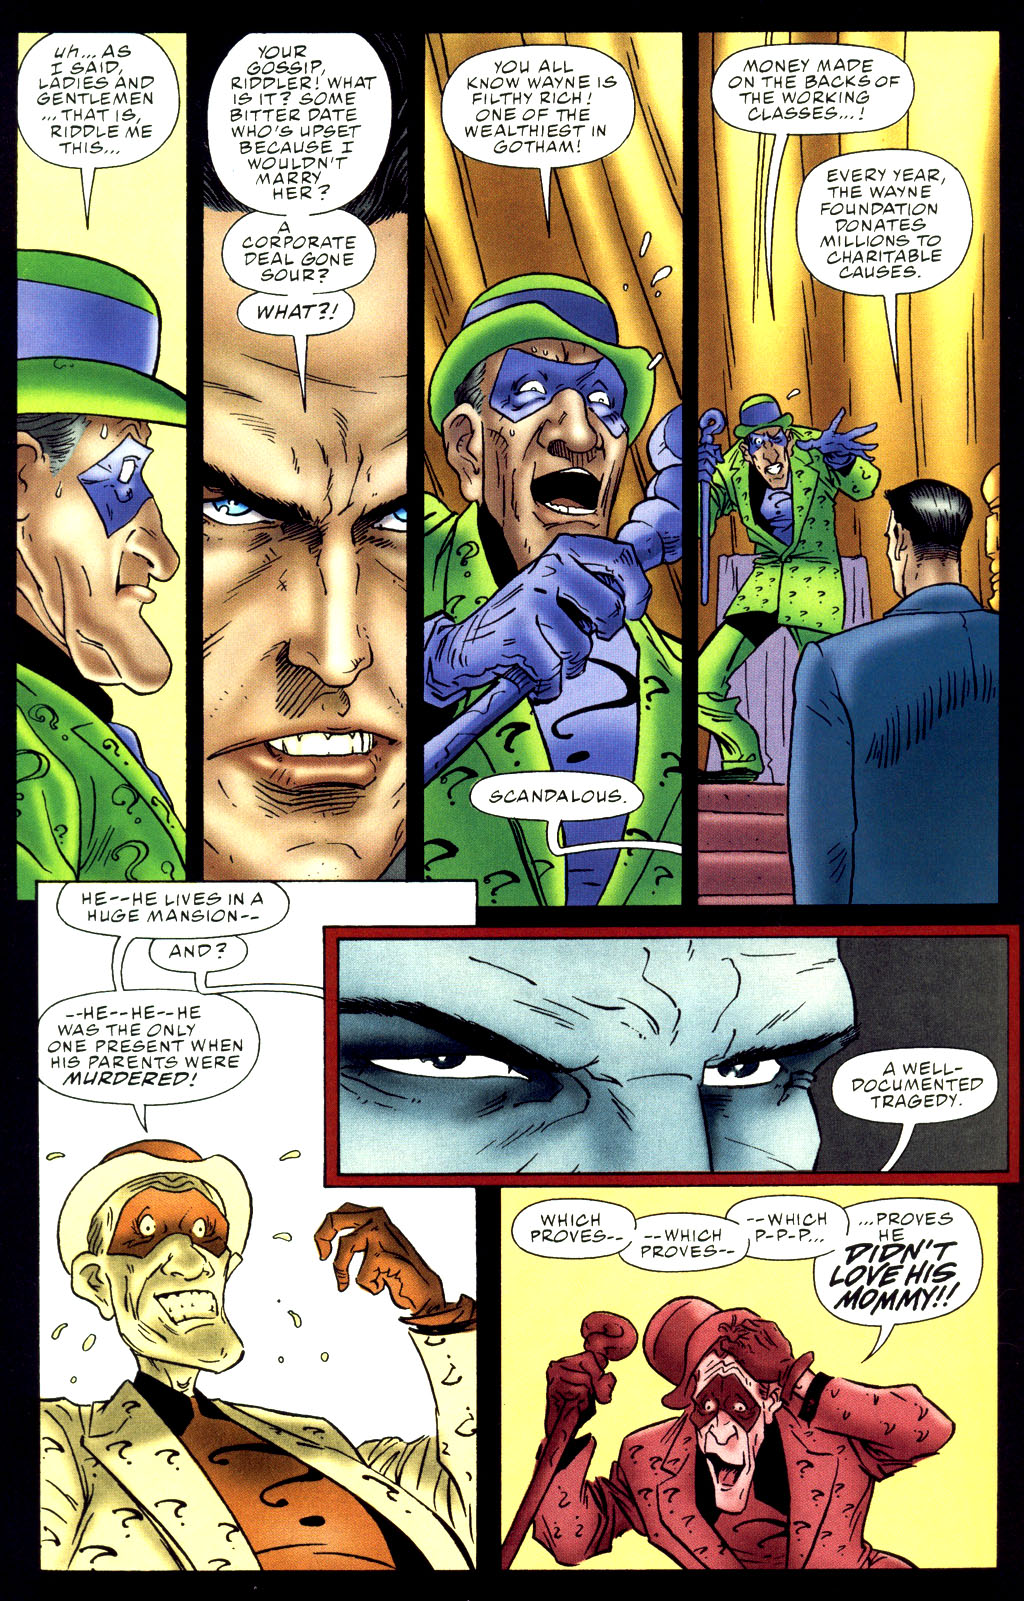 uh... AS
I SAID,
LADIES AND
GENTLEMEN
...THAT IS,
RIDDLE ME
THIS...
YOUR
GOSSIP,
RIDDLER! WHAT
IS IT? SOME
BITTER DATE
WHO'S UPSET
BECAUSE I
WOULDN'T
MARRY
HER?
A
CORPORATE
DEAL GONE
SOUR?
WHAT?!
YOU ALL
KNOW WAYNE IS
FILTHY RICH!
ONE OF THE
WEALTHIEST IN
GOTHAM!
SCANDALOUS.
MONEY MADE
ON THE BACKS OF
THE WORKING
CLASSES...!
EVERY YEAR,
THE WAYNE
FOUNDATION
DONATES
MILLIONS TO
CHARITABLE
CAUSES.
HE--HE LIVES IN A
HUGE MANSION--
AND?
--HE--HE--HE
WAS THE ONLY
ONE PRESENT WHEN
HIS PARENTS WERE
MURDERED!
A WELL-
DOCUMENTED
TRAGEDY.
WHICH
PROVES--
--WHICH
PROVES--
--WHICH
P-P-P...
...PROVES
HE
DIDN'T
LOVE HIS
MOMMY!!